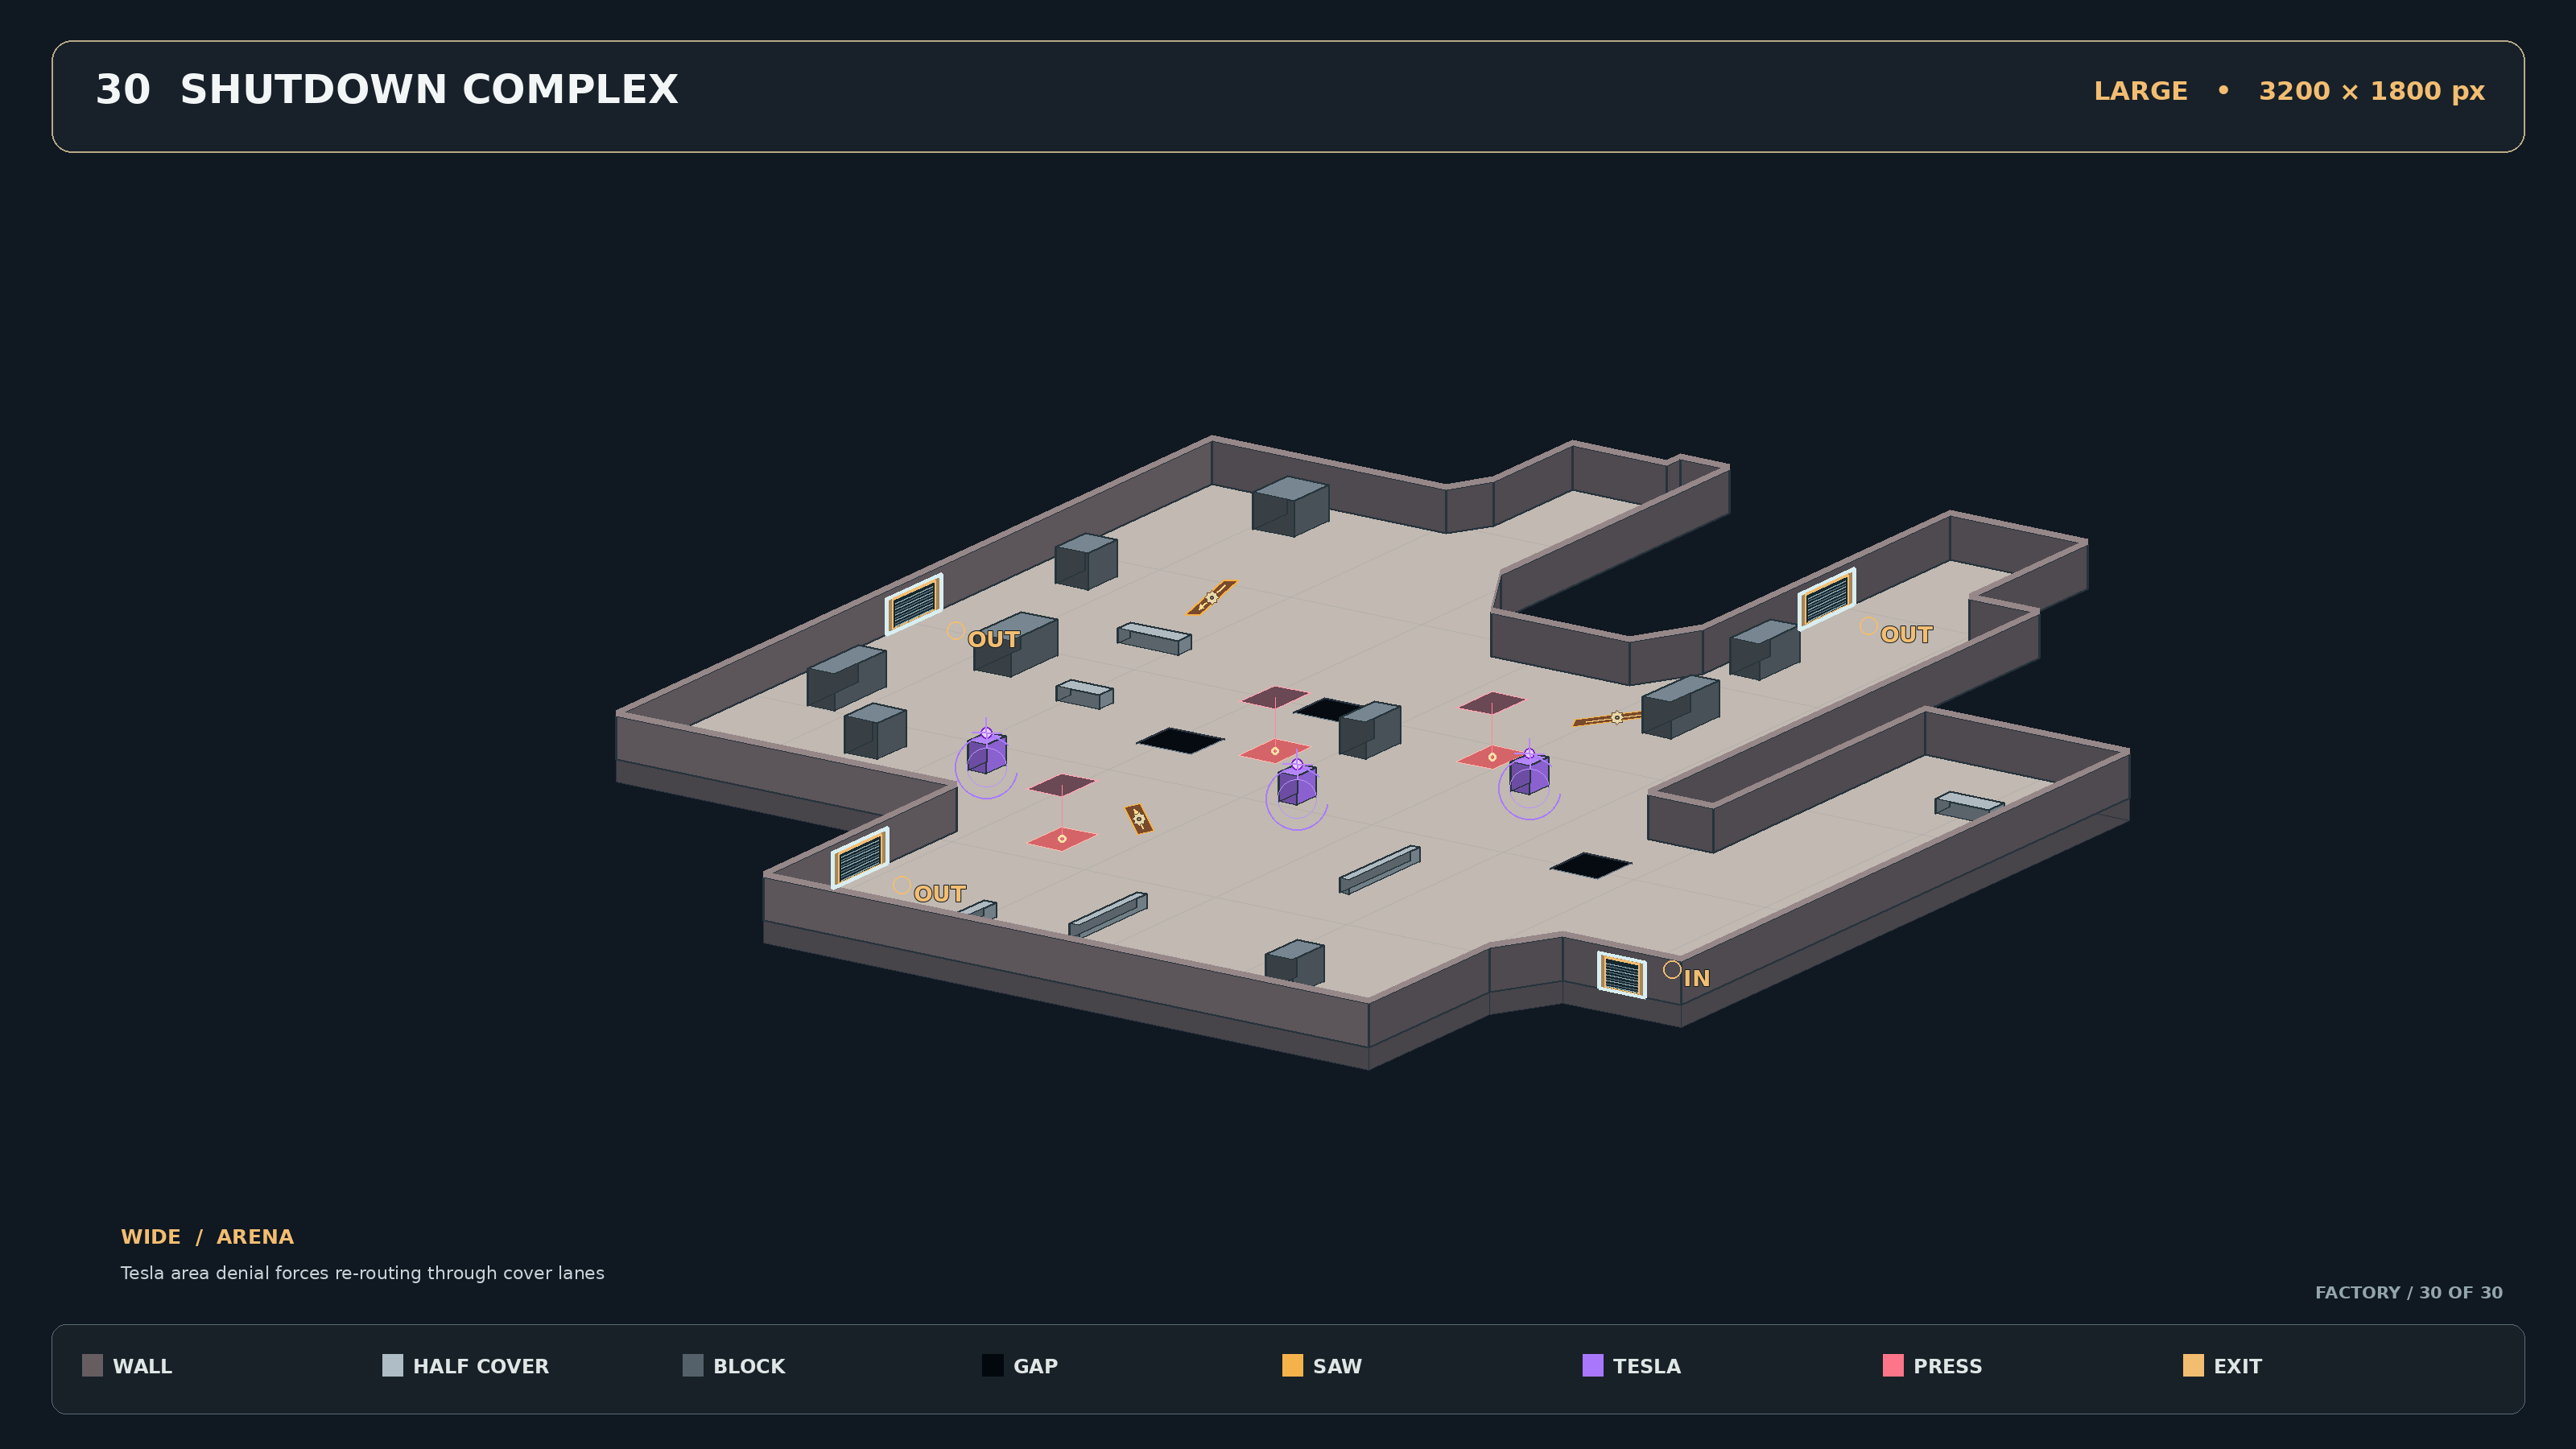 30 SHUTDOWN COMPLEX
LARGE • 3200 × 1800 px
OUT
OUT
OUT
IN
WIDE / ARENA
Tesla area denial forces re-routing through cover lanes
FACTORY / 30 OF 30
WALL
HALF COVER
BLOCK
GAP
SAW
TESLA
PRESS
EXIT